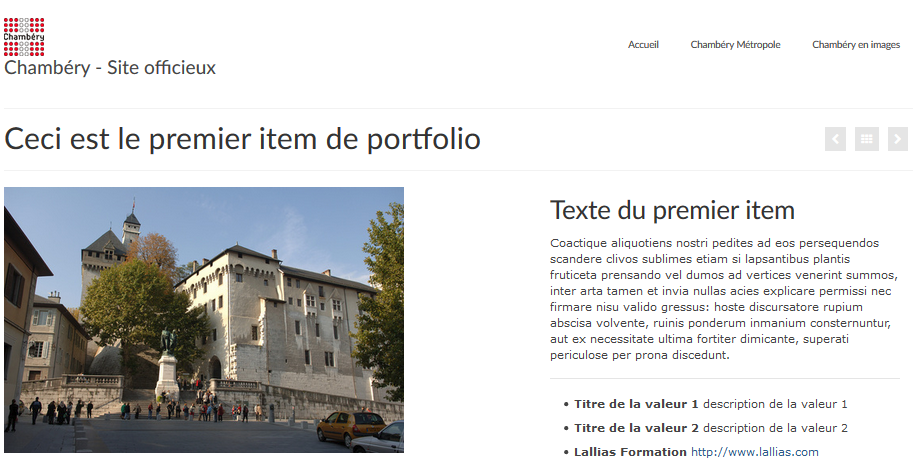 Chambéry
Chambéry - Site officieux
Accueil
Chambéry Métropole
Chambéry en images
Ceci est le premier item de portfolio
Texte du premier item
Coactique aliquotiens nostri pedites ad eos persequendos
scandere clivos sublimes etiam si lapsantibus plantis
fruticeta prensando vel dumos ad vertices venerint summos,
inter arta tamen et invia nullas acies explicare permissi nec
firmare nisu valido gressus: hoste discursatore rupium
abscisa volvente, ruinis ponderum inmanium consternuntur,
aut ex necessitate ultima fortiter dimicante, superati
periculose per prona discedunt.
• Titre de la valeur 1 description de la valeur 1
• Titre de la valeur 2 description de la valeur 2
• Lallias Formation http://www.lallias.com